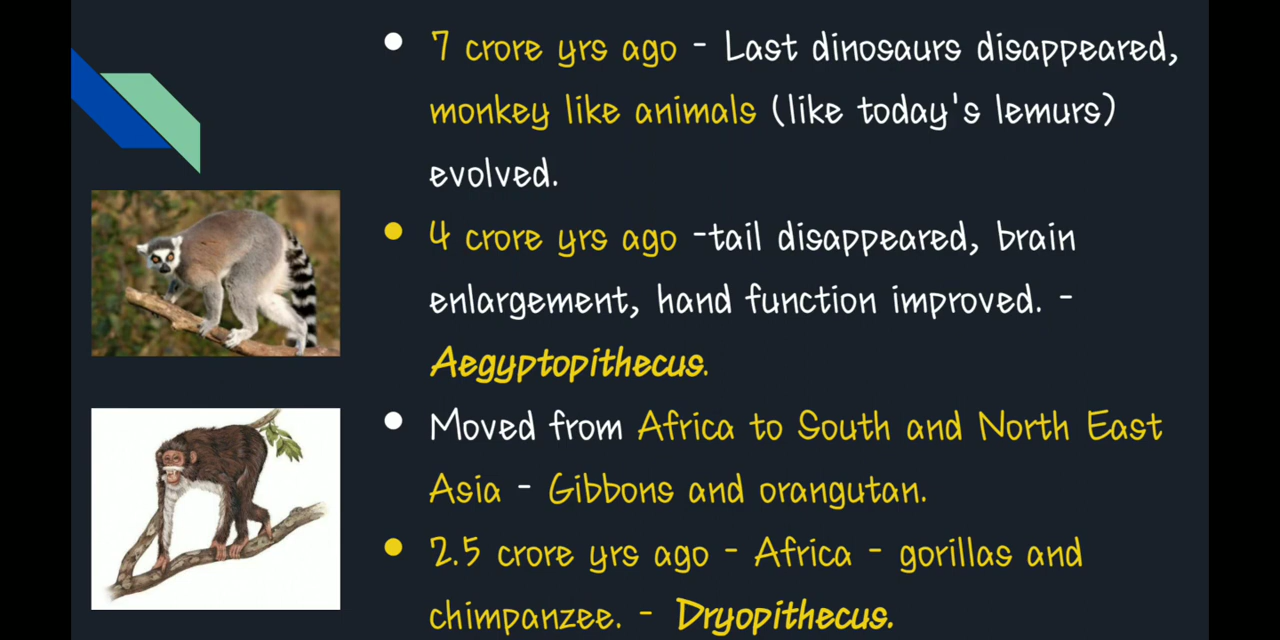 7 crore yrs ago - Last dinosaurs disappeared,
monkey like animals (like today's lemurs)
evolved.
4 crore yrs ago -tail disappeared, brain
enlargement, hand function improved. -
Aegyptopithecus.
Moved from Africa to South and North East
Asia - Gibbons and orangutan.
2.5 crore yrs ago - Africa - gorillas and
chimpanzee. - Dryopithecus.